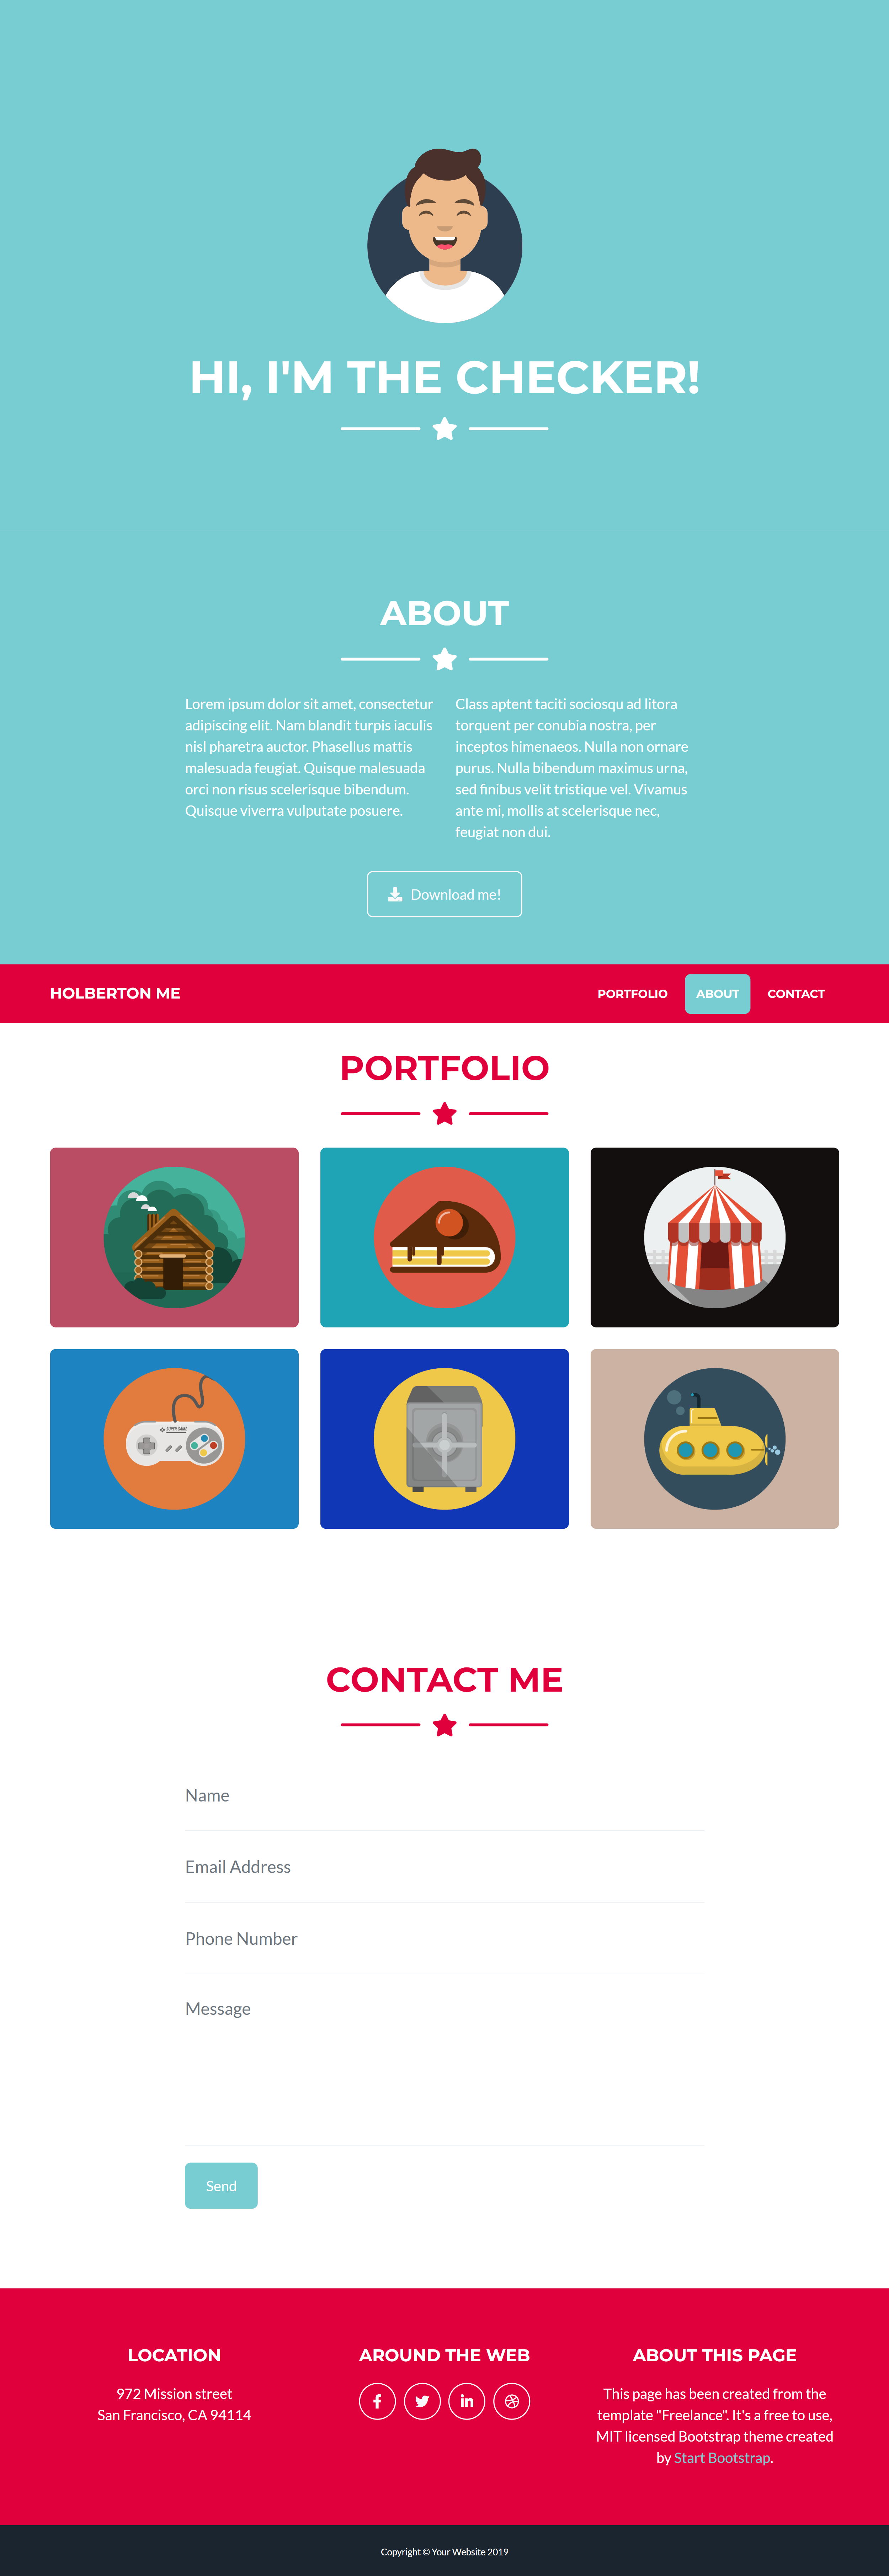 HI, I'M THE CHECKER!
ABOUT
Lorem ipsum dolor sit amet, consectetur
adipiscing elit. Nam blandit turpis iaculis
nisl pharetra auctor. Phasellus mattis
malesuada feugiat. Quisque malesuada
orci non risus scelerisque bibendum.
Quisque viverra vulputate posuere.
Class aptent taciti sociosqu ad litora
torquent per conubia nostra, per
inceptos himenaeos. Nulla non ornare
purus. Nulla bibendum maximus urna,
sed finibus velit tristique vel. Vivamus
ante mi, mollis at scelerisque nec,
feugiat non dui.
Download me!
HOLBERTON ME
PORTFOLIO
ABOUT
CONTACT
PORTFOLIO
SUPER GAME
CONTACT ME
Name
Email Address
Phone Number
Message
Send
LOCATION
972 Mission street
San Francisco, CA 94114
AROUND THE WEB
ABOUT THIS PAGE
This page has been created from the
template "Freelance". It's a free to use,
MIT licensed Bootstrap theme created
by Start Bootstrap.
Copyright © Your Website 2019